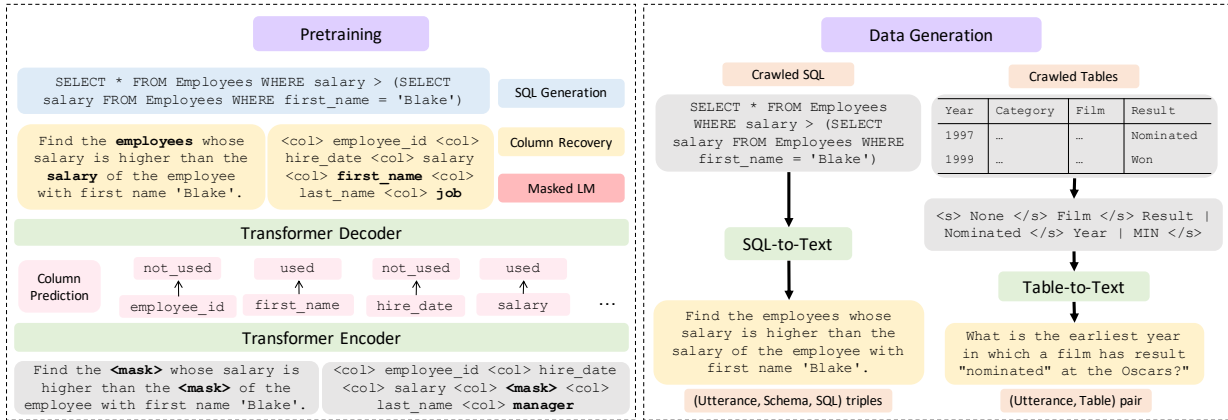 Pretraining
SELECT * FROM Employees WHERE salary > (SELECT
salary FROM Employees WHERE first_name = 'Blake')
SQL Generation
Find the employees whose
salary is higher than the
salary of the employee
with first name 'Blake'.
<col> employee_id <col>
hire_date <col> salary
<col> first_name <col>
last_name <col> job
Column Recovery
Masked LM
Transformer Decoder
Column
Prediction
not_used
used
not_used
used
employee_id
first_name
hire_date
salary
...
Transformer Encoder
Find the <mask> whose salary is
higher than the <mask> of the
employee with first name 'Blake'.
<col> employee_id <col> hire_date
<col> salary <col> <mask> <col>
last_name <col> manager
Data Generation
Crawled SQL
SELECT * FROM Employees
WHERE salary > (SELECT
salary FROM Employees WHERE
first_name = 'Blake')
SQL-to-Text
Find the employees whose
salary is higher than the
salary of the employee with
first name 'Blake'.
(Utterance, Schema, SQL) triples
Crawled Tables
Year Category Film Result
1997 … … Nominated
1999 … … Won
<s> None </s> Film </s> Result |
Nominated </s> Year | MIN </s>
Table-to-Text
What is the earliest year
in which a film has result
"nominated" at the Oscars?"
(Utterance, Table) pair